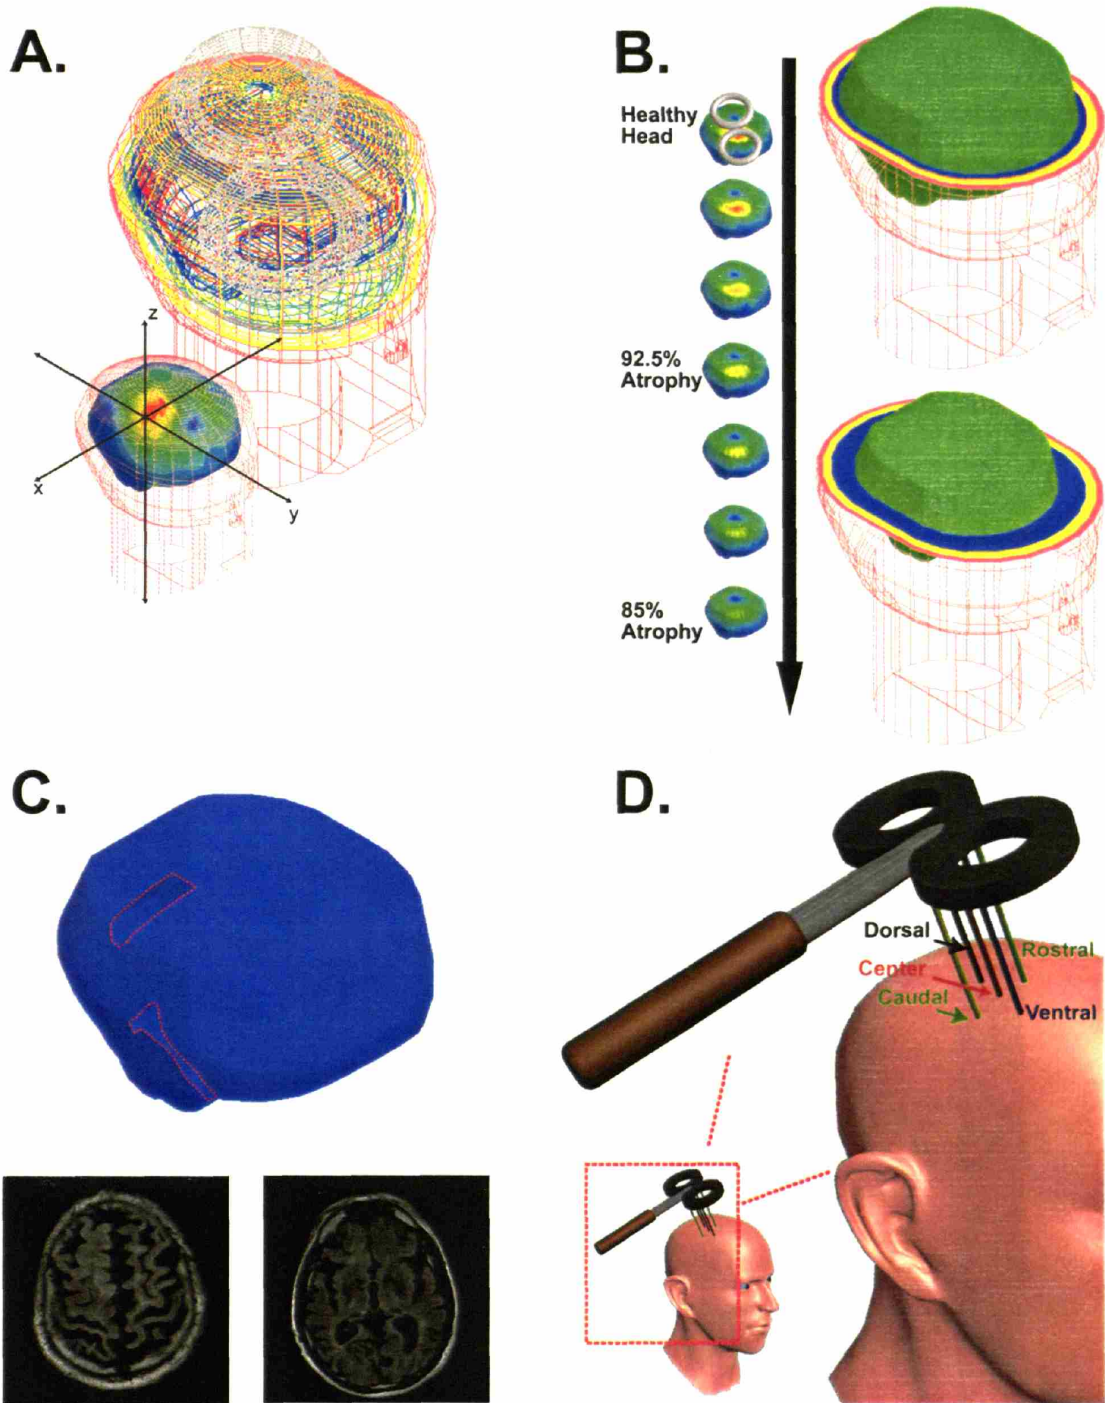 A.
z
x
y
B.
Healthy
Head
92.5%
Atrophy
85%
Atrophy
C.
D.
Dorsal
Rostral
Center
Caudal
Ventral